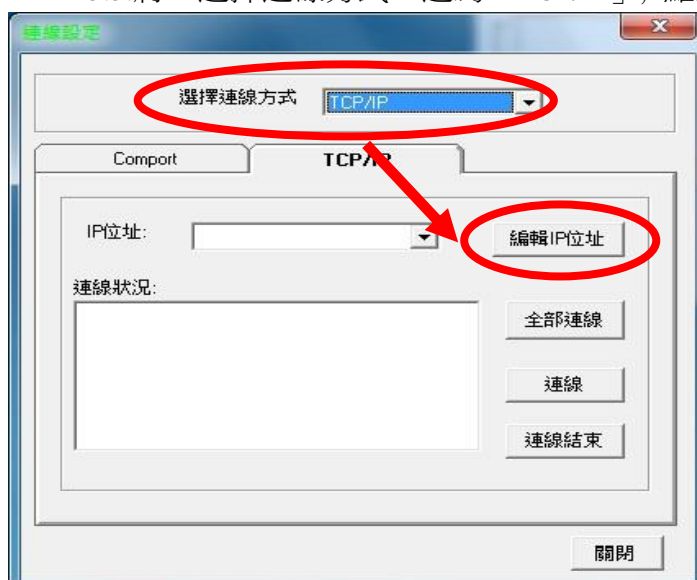 連線設定
選擇連線方式 TCP/IP
Comport TCP/IP
IP位址: 編輯IP位址
連線狀況:
全部連線
連線
連線結束
關閉